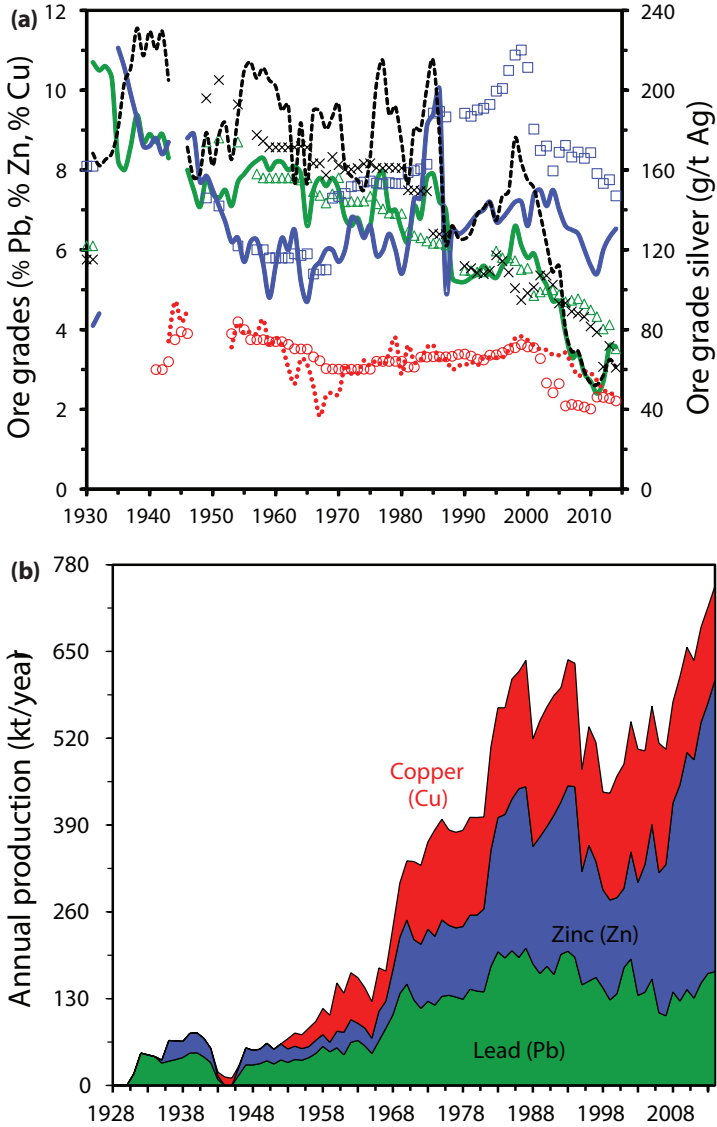 (a)
Ore grades (% Pb, % Zn, % Cu)
12
10
8
6
4
2
0
240
200
160
120
80
40
0
Ore grade silver (g/t Ag)
1930 1940 1950 1960 1970 1980 1990 2000 2010
(b)
Annual production (kt/year)
780
650
520
390
260
130
0
Copper
(Cu)
Zinc (Zn)
Lead (Pb)
1928 1938 1948 1958 1968 1978 1988 1998 2008